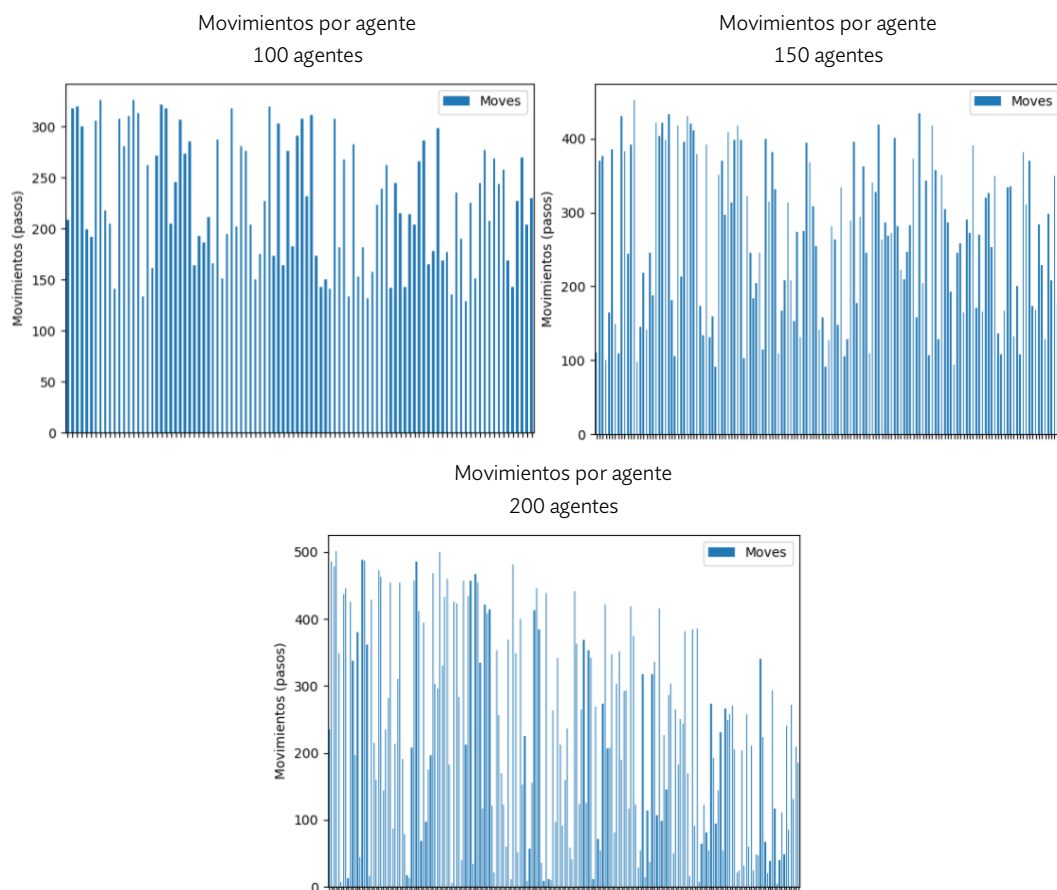 Movimientos por agente
100 agentes
Moves
Movimientos (pasos)
300
250
200
150
100
50
0
Movimientos por agente
150 agentes
Moves
Movimientos (pasos)
400
300
200
100
0
Movimientos por agente
200 agentes
Moves
Movimientos (pasos)
500
400
300
200
100
0